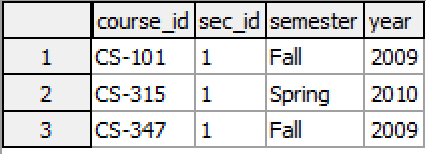 course_id sec_id semester year
1 CS-101 1 Fall 2009
2 CS-315 1 Spring 2010
3 CS-347 1 Fall 2009